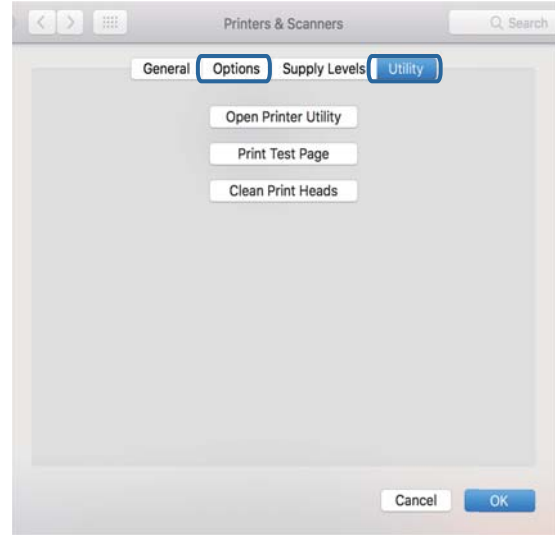 Printers & Scanners Search
General Options Supply Levels Utility
Open Printer Utility
Print Test Page
Clean Print Heads
Cancel OK